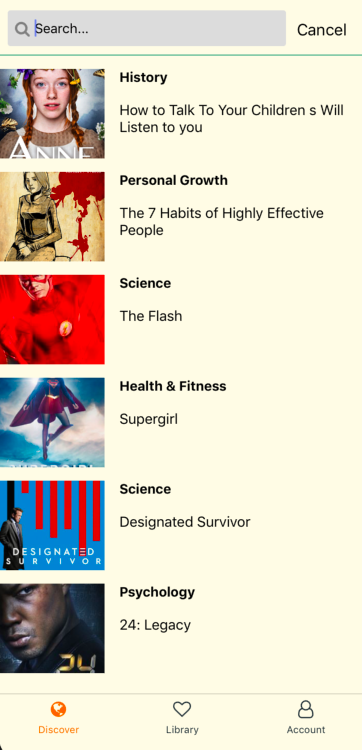 Search...
Cancel
History
How to Talk To Your Children s Will
Listen to you
ANNE
Personal Growth
The 7 Habits of Highly Effective
People
Science
The Flash
Health & Fitness
Supergirl
SUPERGIRL
Science
Designated Survivor
DESIGNATED
SURVIVOR
Psychology
24: Legacy
24
Discover
Library
Account